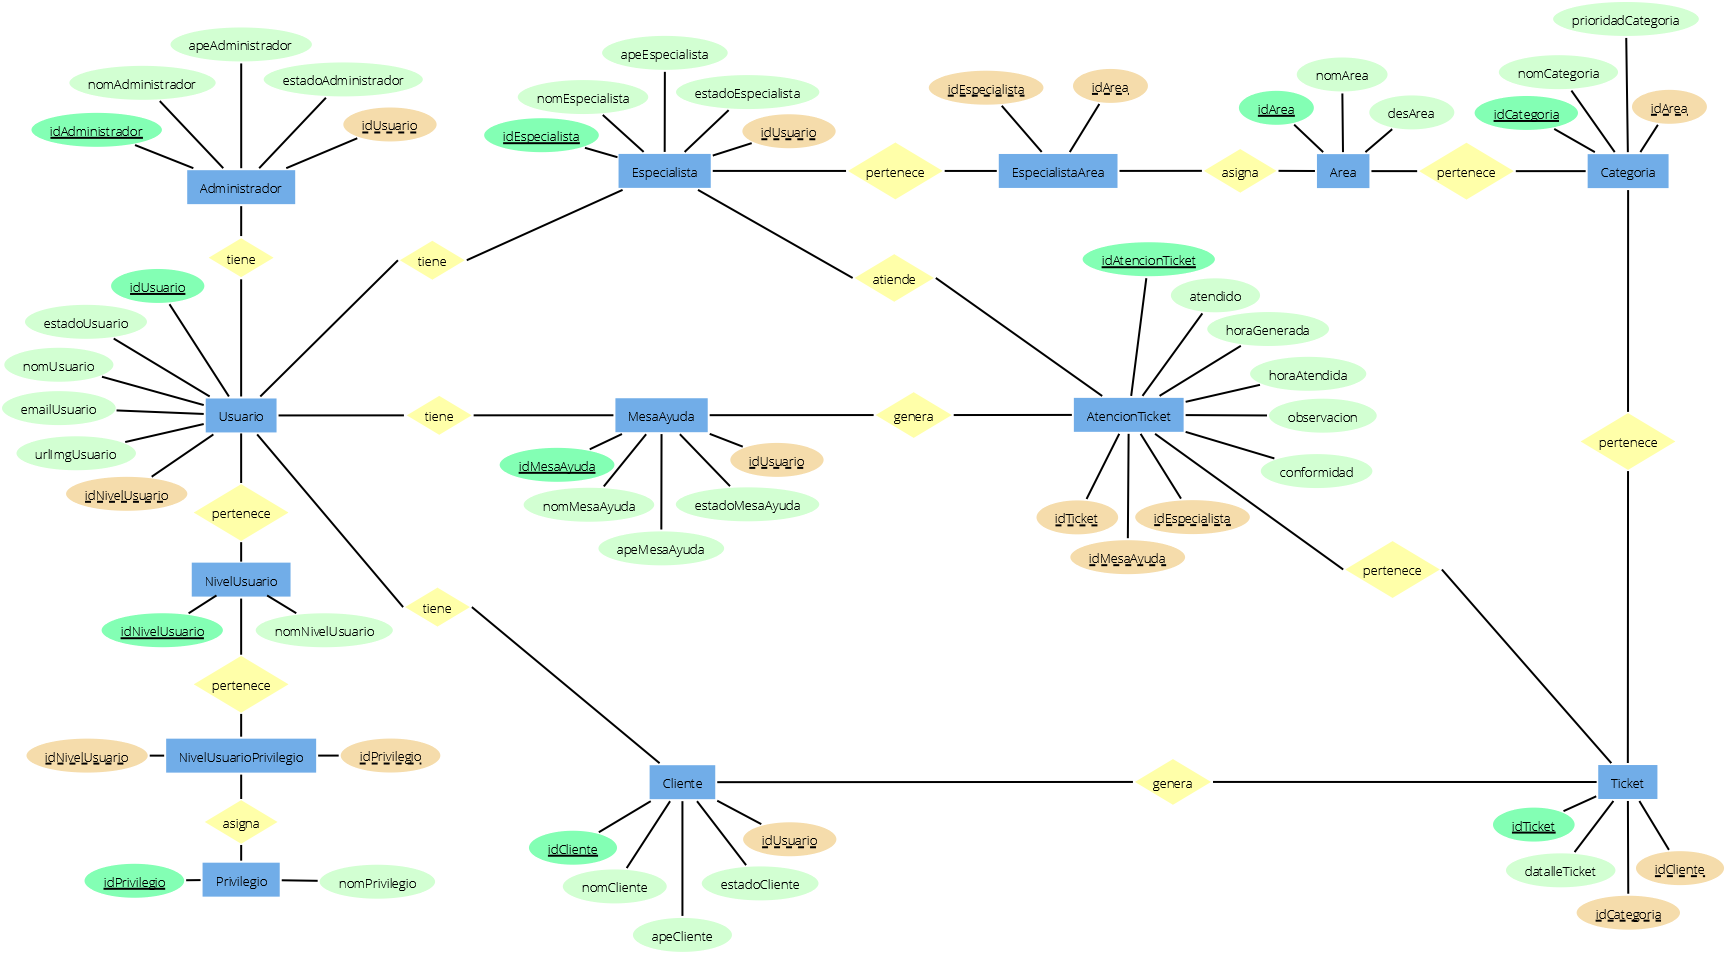 prioridadCategoria
apeAdministrador
apeEspecialista
nomCategoria
nomArea
nomAdministrador
estadoAdministrador
idEspecialista
idArea
estadoEspecialista
nomEspecialista
idArea
desArea
idCategoria
idArea
idAdministrador
idUsuario
idEspecialista
idUsuario
Administrador
Especialista
pertenece
EspecialistaArea
asigna
Area
pertenece
Categoria
tiene
tiene
idAtencionTicket
atiende
idUsuario
atendido
estadoUsuario
horaGenerada
nomUsuario
horaAtendida
emailUsuario
Usuario
tiene
MesaAyuda
genera
AtencionTicket
observacion
urlImgUsuario
pertenece
idMesaAyuda
idUsuario
conformidad
idNivelUsuario
nomMesaAyuda
estadoMesaAyuda
pertenece
idTicket
idEspecialista
apeMesaAyuda
idMesaAyuda
pertenece
NivelUsuario
tiene
idNivelUsuario
nomNivelUsuario
pertenece
idNivelUsuario
NivelUsuarioPrivilegio
idPrivilegio
Cliente
genera
Ticket
asigna
idCliente
idUsuario
idTicket
idPrivilegio
Privilegio
nomPrivilegio
nomCliente
estadoCliente
datalleTicket
idCliente
apeCliente
idCategoria